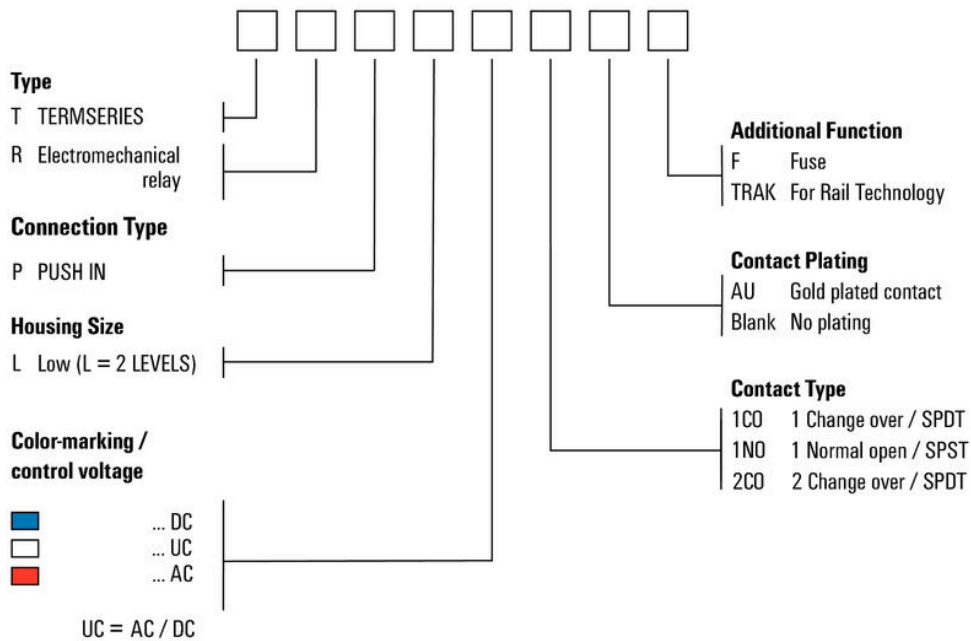 Type
T TERMSERIES
R Electromechanical
relay
Connection Type
P PUSH IN
Housing Size
L Low (L = 2 LEVELS)
Color-marking /
control voltage
... DC
... UC
... AC
UC = AC / DC
Additional Function
F Fuse
TRAK For Rail Technology
Contact Plating
AU Gold plated contact
Blank No plating
Contact Type
1CO 1 Change over / SPDT
1NO 1 Normal open / SPST
2CO 2 Change over / SPDT